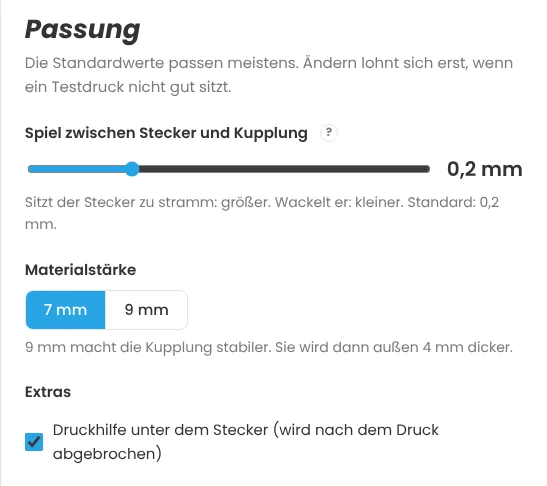 Passung
Die Standardwerte passen meistens. Ändern lohnt sich erst, wenn
ein Testdruck nicht gut sitzt.
Spiel zwischen Stecker und Kupplung ?
0,2 mm
Sitzt der Stecker zu stramm: größer. Wackelt er: kleiner. Standard: 0,2
mm.
Materialstärke
7 mm 9 mm
9 mm macht die Kupplung stabiler. Sie wird dann außen 4 mm dicker.
Extras
Druckhilfe unter dem Stecker (wird nach dem Druck
abgebrochen)